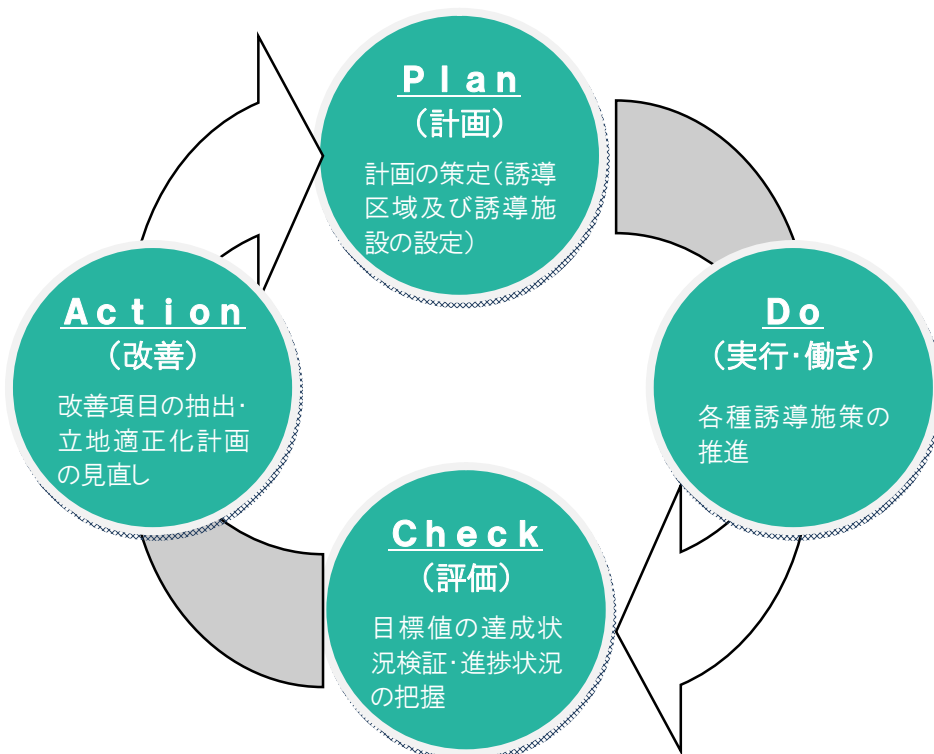 Plan
（計画）
計画の策定（誘導
区域及び誘導施
設の設定）
Do
（実行・働き）
各種誘導施策の
推進
Check
（評価）
目標値の達成状
況検証・進捗状況
の把握
Action
（改善）
改善項目の抽出・
立地適正化計画
の見直し